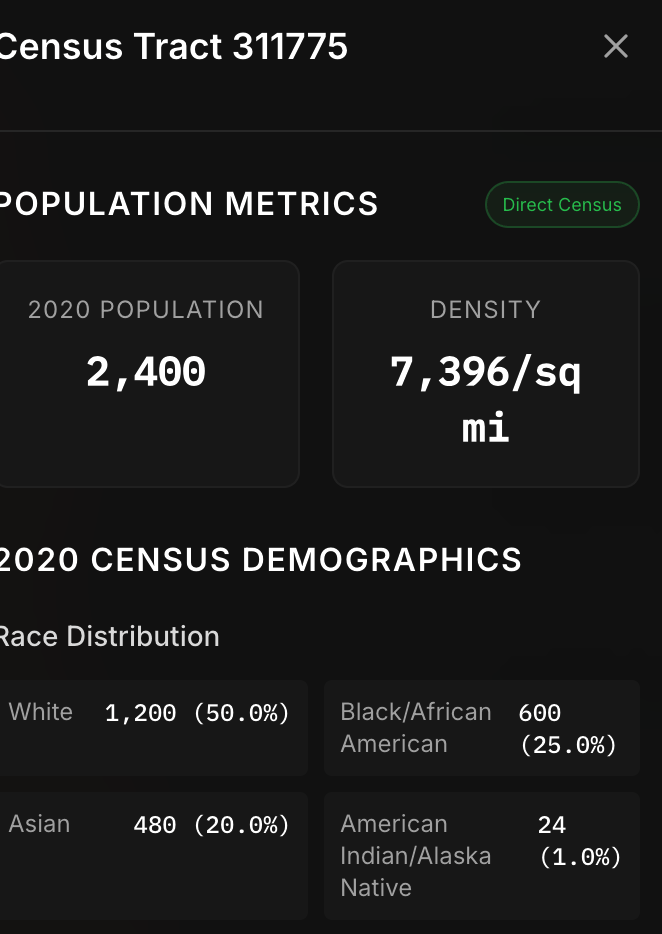 Census Tract 311775
POPULATION METRICS
Direct Census
2020 POPULATION
2,400
DENSITY
7,396/sq
mi
2020 CENSUS DEMOGRAPHICS
Race Distribution
White 1,200 (50.0%)
Black/African 600
American (25.0%)
Asian 480 (20.0%)
American 24
Indian/Alaska (1.0%)
Native